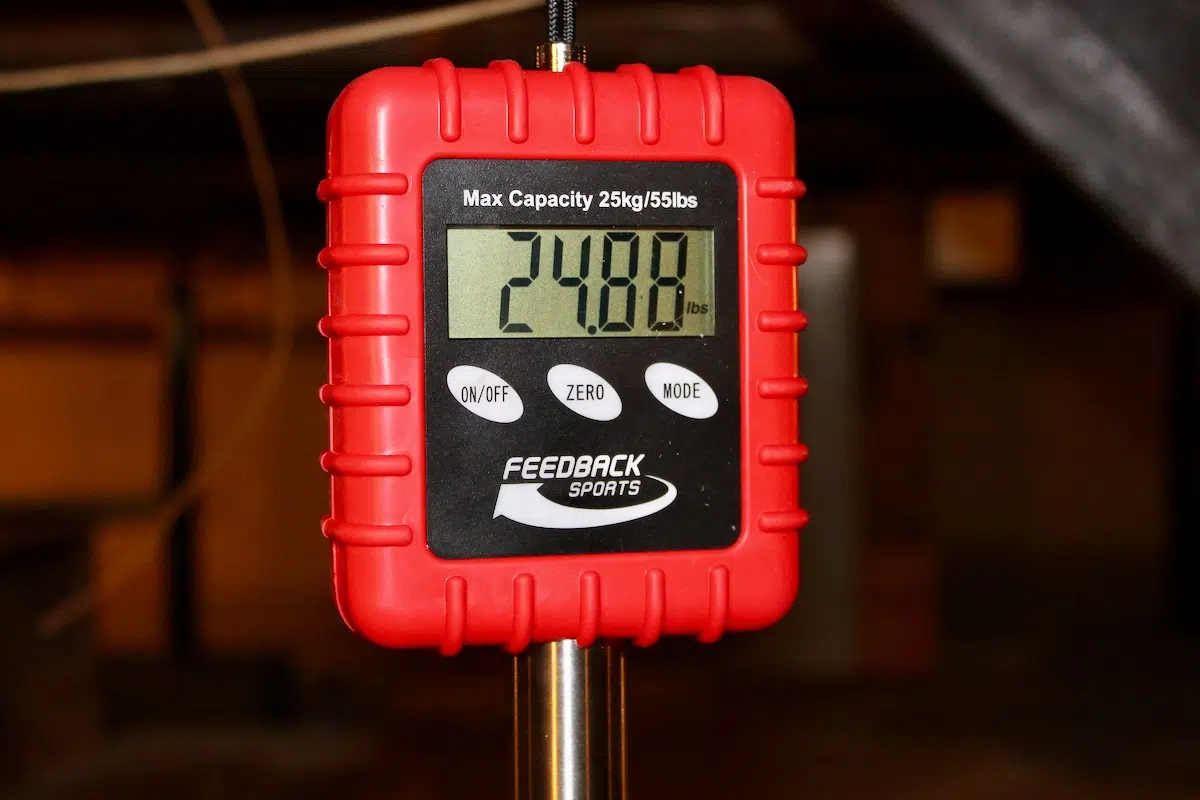 Max Capacity 25kg/55lbs
24.88
lbs
ON/OFF ZERO MODE
FEEDBACK
SPORTS